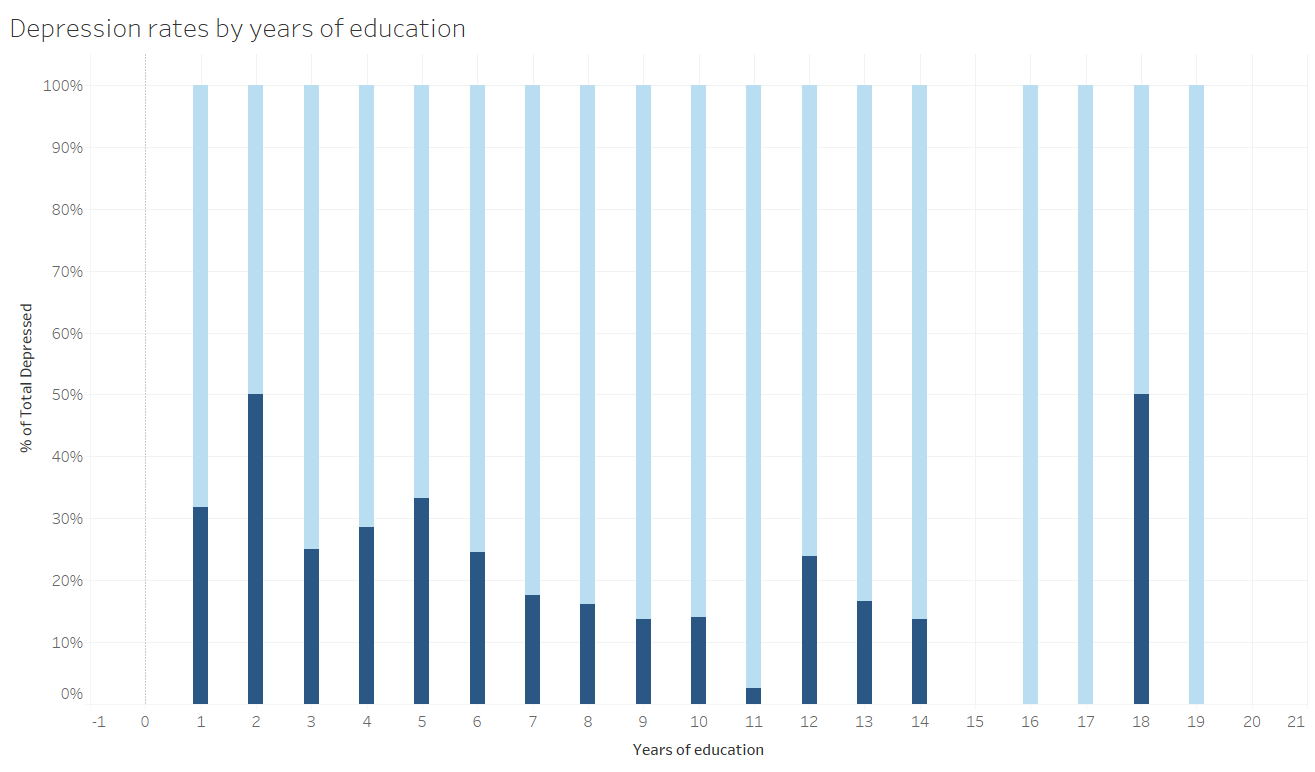 Depression rates by years of education
100%
90%
80%
70%
60%
50%
40%
30%
20%
10%
0%
% of Total Depressed
-1 0 1 2 3 4 5 6 7 8 9 10 11 12 13 14 15 16 17 18 19 20 21
Years of education